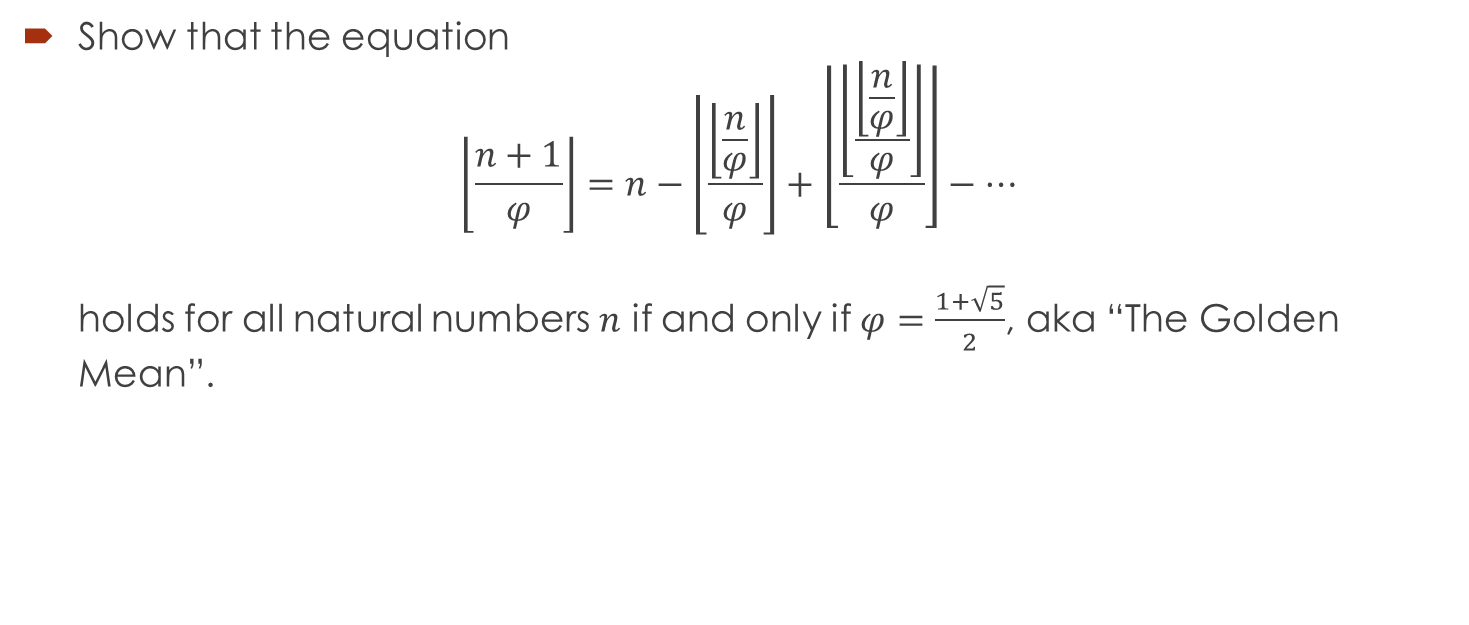 Show that the equation
⌊(n + 1)/φ⌋ = n − ⌊⌊n/φ⌋/φ⌋ + ⌊⌊⌊n/φ⌋/φ⌋/φ⌋ − ⋯
holds for all natural numbers n if and only if φ = (1+√5)/2, aka “The Golden
Mean”.